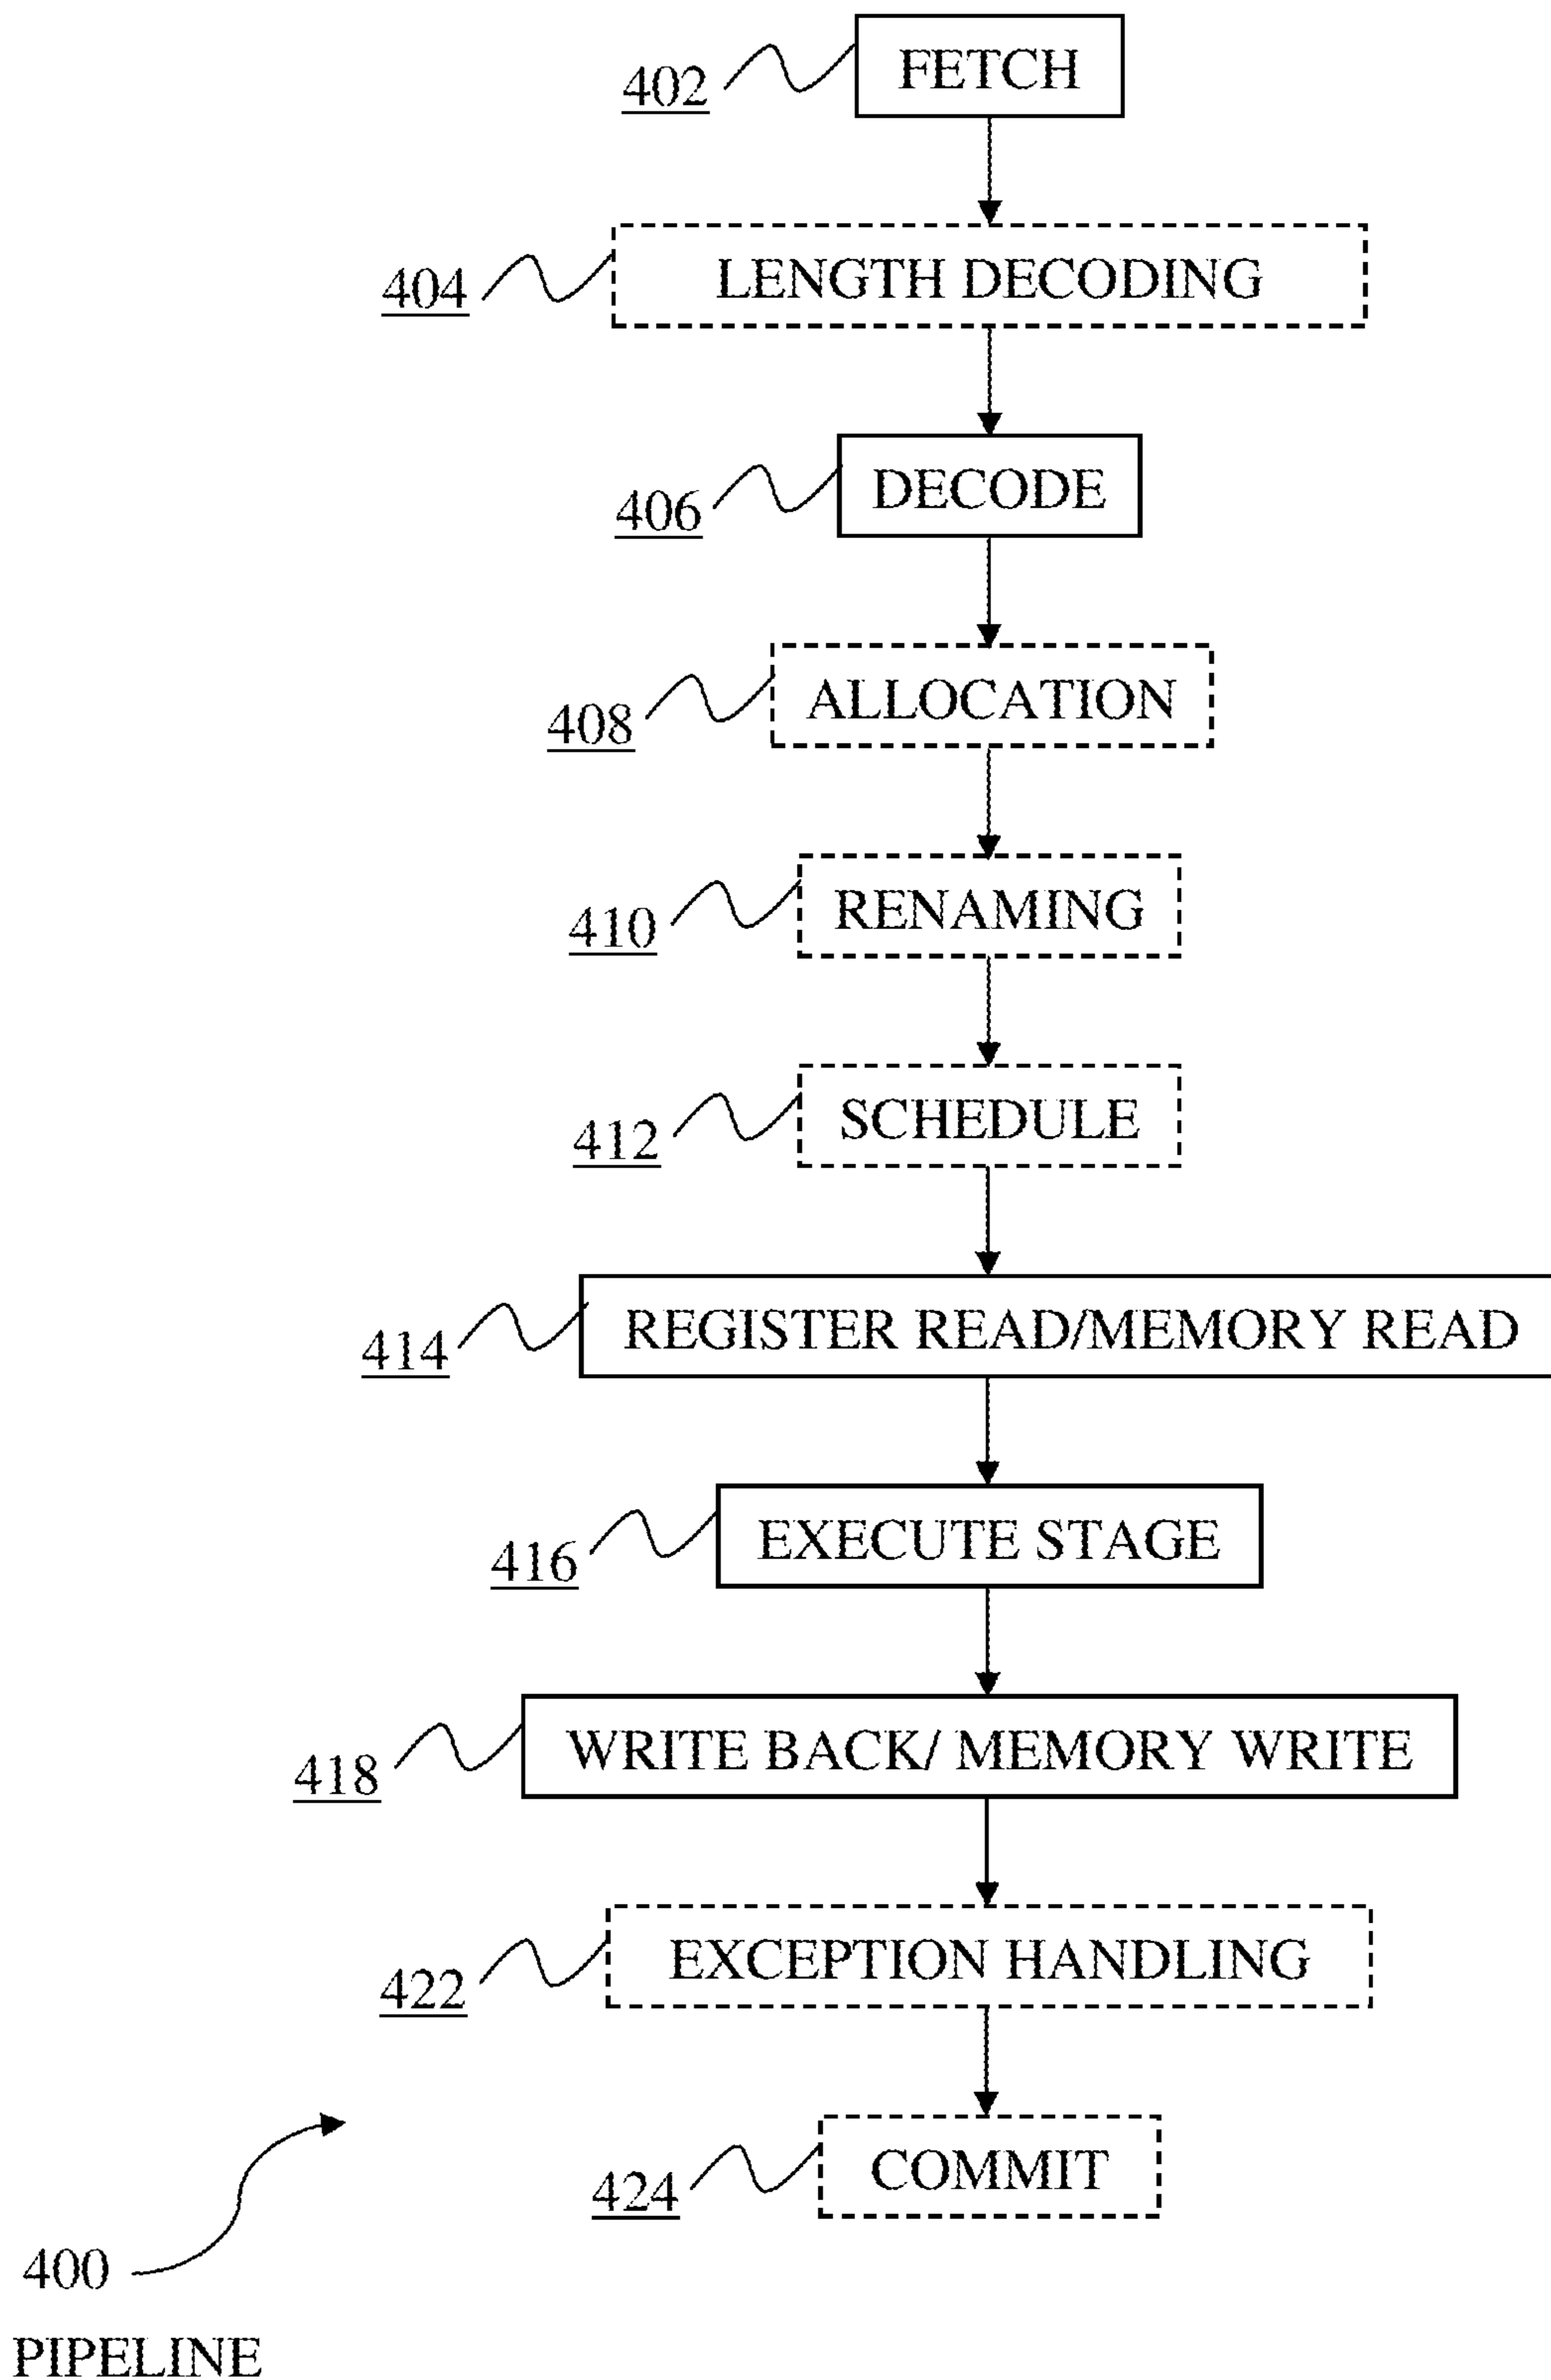 402 FETCH
404 LENGTH DECODING
406 DECODE
408 ALLOCATION
410 RENAMING
412 SCHEDULE
414 REGISTER READ/MEMORY READ
416 EXECUTE STAGE
418 WRITE BACK/ MEMORY WRITE
422 EXCEPTION HANDLING
424 COMMIT
400
PIPELINE